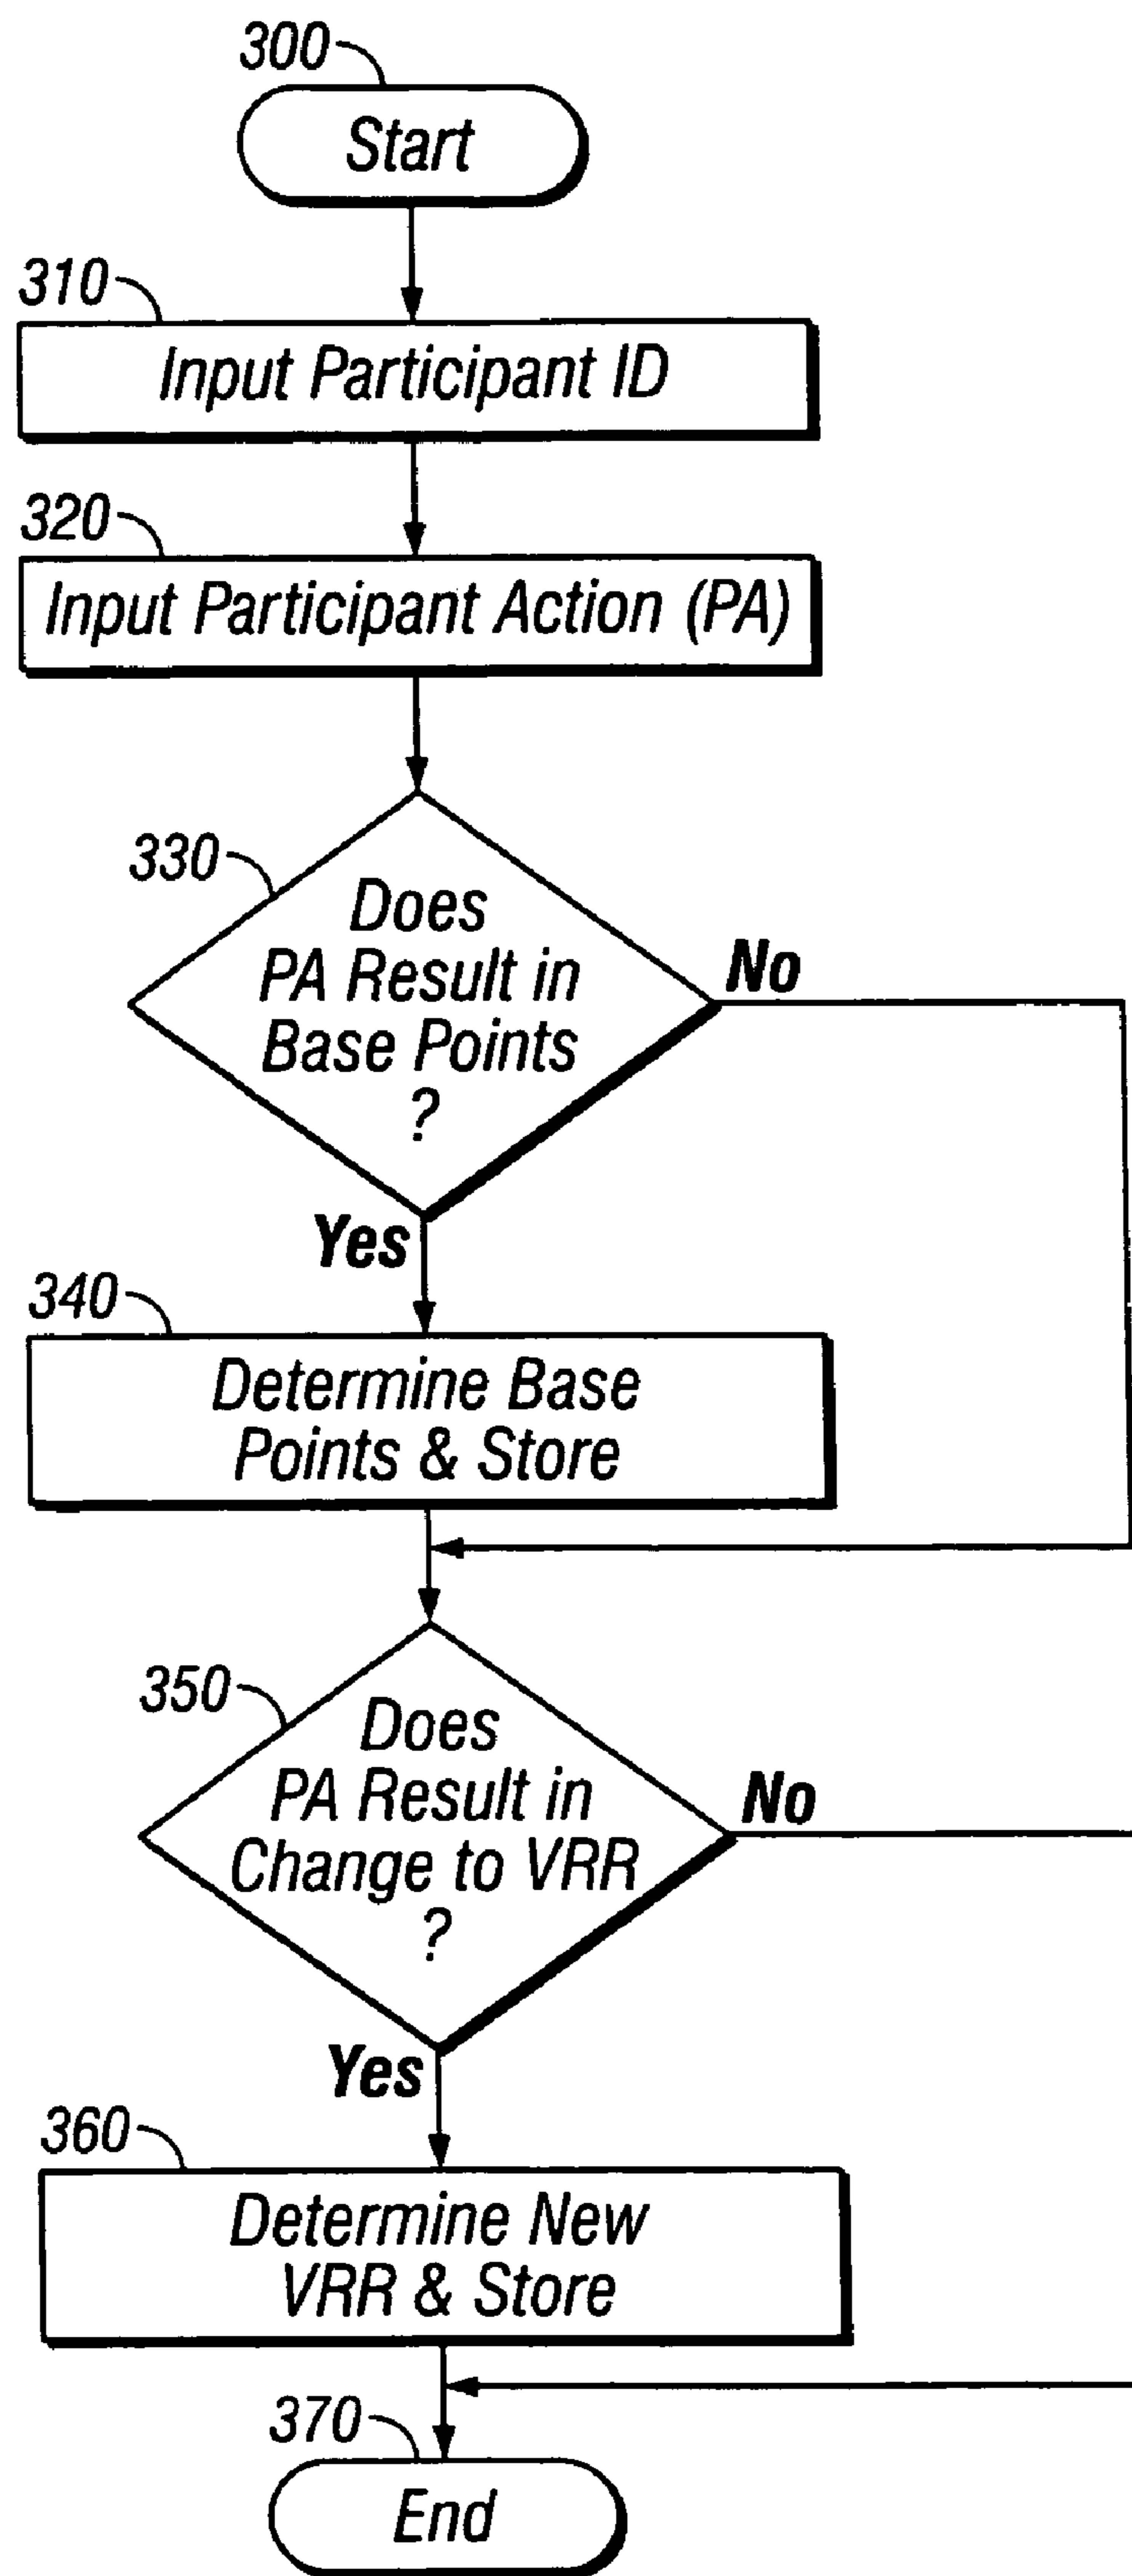 300
Start
310
Input Participant ID
320
Input Participant Action (PA)
330
Does
PA Result in
Base Points
?
No
Yes
340
Determine Base
Points & Store
350
Does
PA Result in
Change to VRR
?
No
Yes
360
Determine New
VRR & Store
370
End